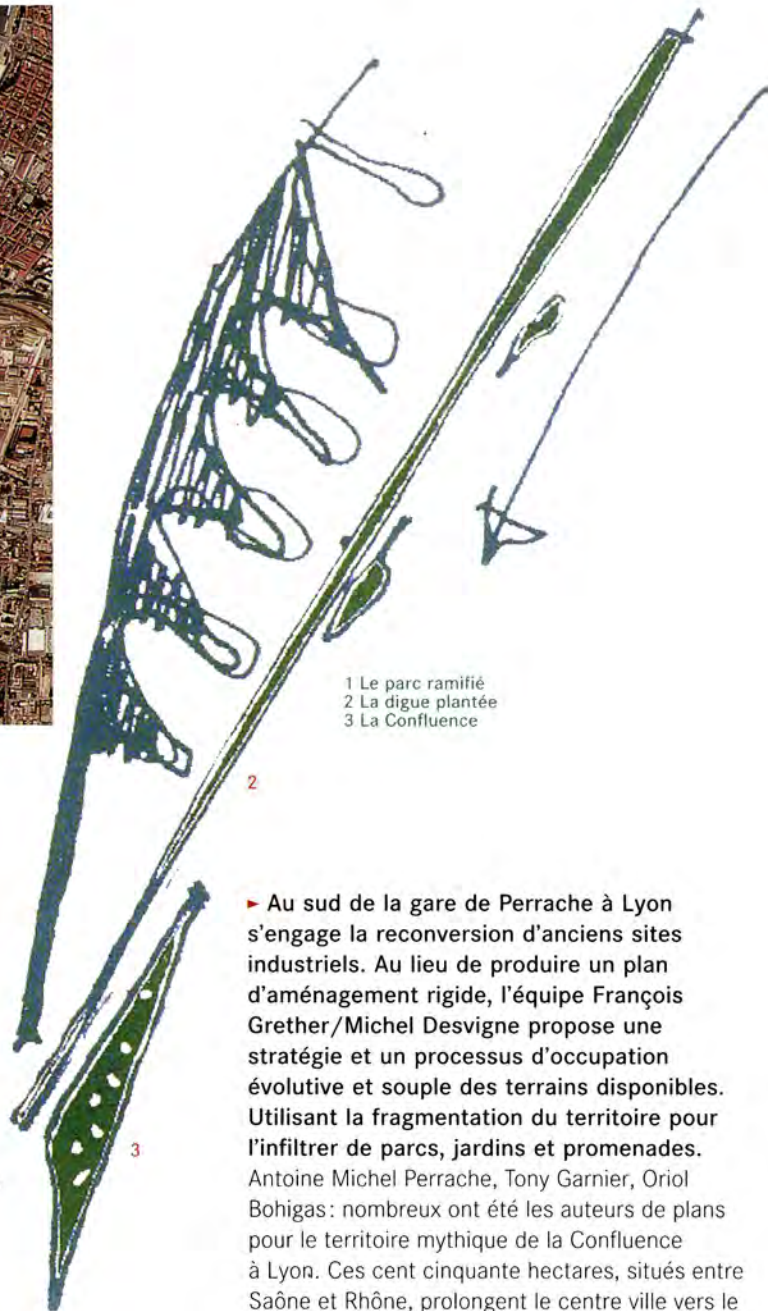 1 Le parc ramifié
2 La digue plantée
3 La Confluence
2
3
► Au sud de la gare de Perrache à Lyon
s'engage la reconversion d'anciens sites
industriels. Au lieu de produire un plan
d'aménagement rigide, l'équipe François
Grether/Michel Desvigne propose une
stratégie et un processus d'occupation
évolutive et souple des terrains disponibles.
Utilisant la fragmentation du territoire pour
l'infiltrer de parcs, jardins et promenades.
Antoine Michel Perrache, Tony Garnier, Oriol
Bohigas : nombreux ont été les auteurs de plans
pour le territoire mythique de la Confluence
à Lyon. Ces cent cinquante hectares, situés entre
Saône et Rhône, prolongent le centre ville vers le